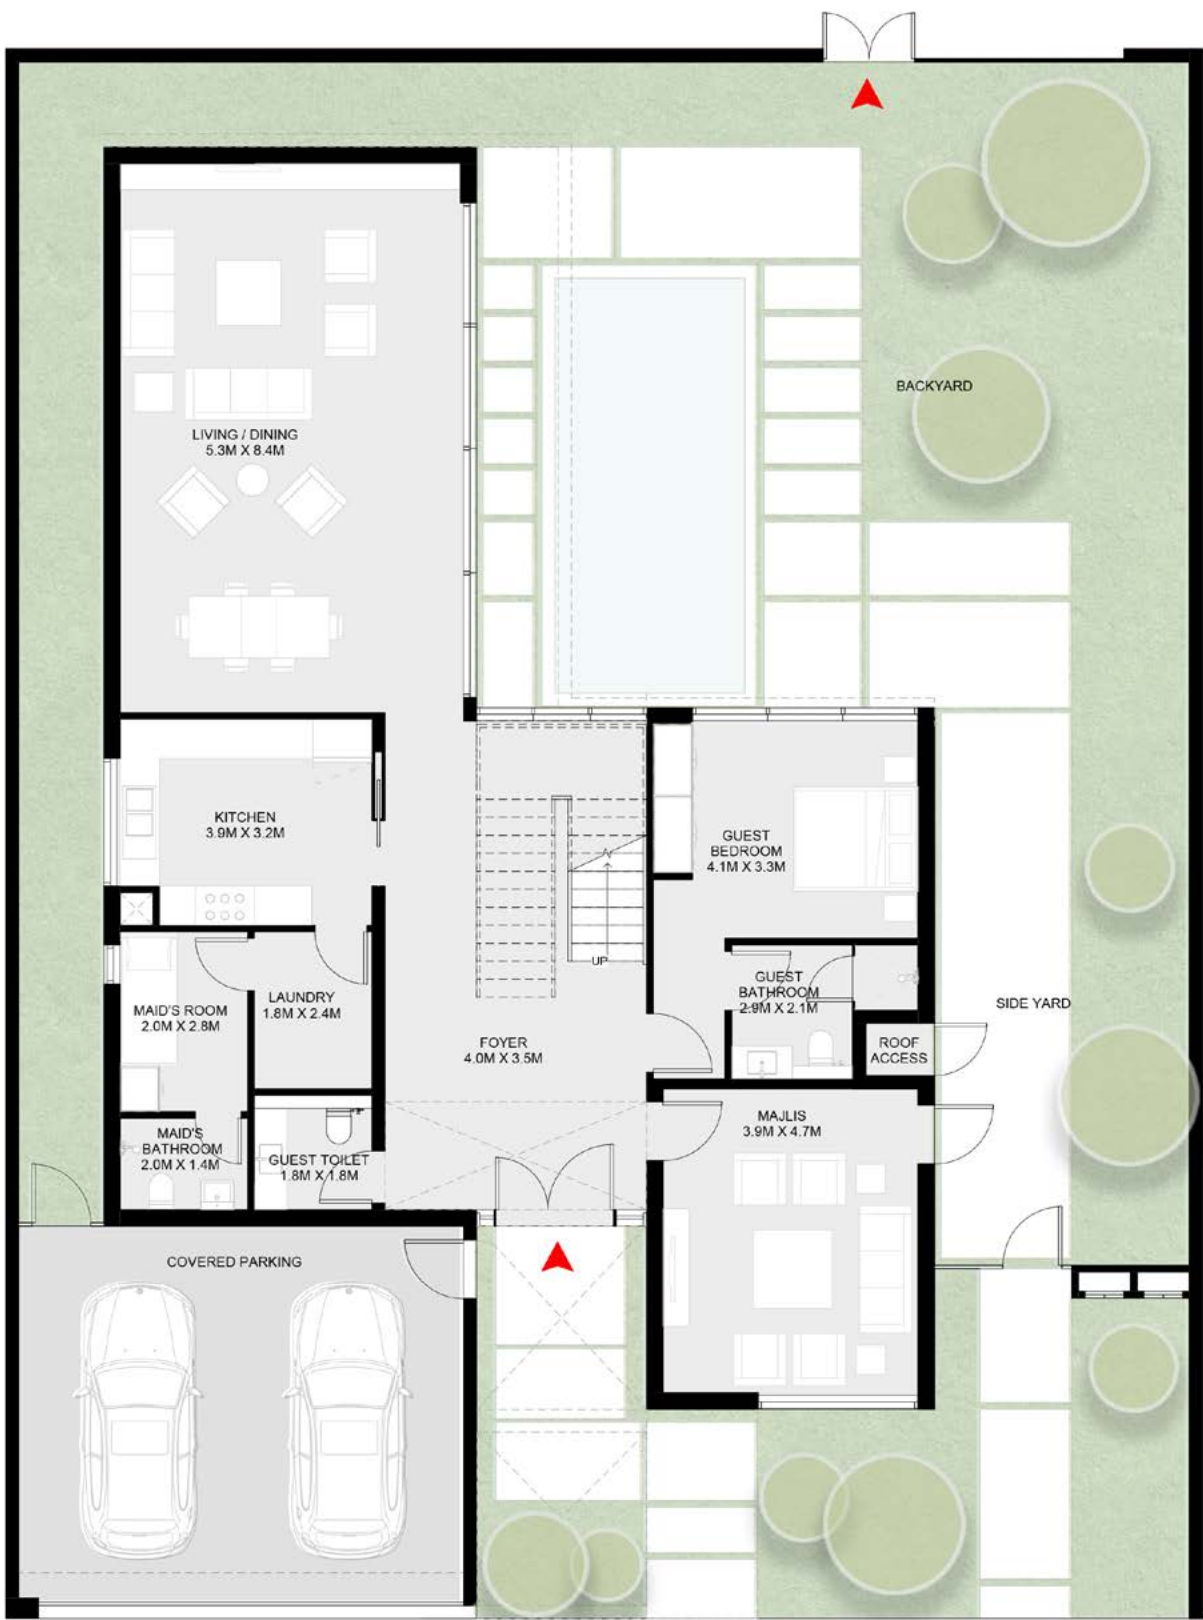 BACKYARD
LIVING / DINING
5.3M X 8.4M
KITCHEN
3.9M X 3.2M
GUEST
BEDROOM
4.1M X 3.3M
UP
GUEST
BATHROOM
2.9M X 2.1M
LAUNDRY
1.8M X 2.4M
MAID'S ROOM
2.0M X 2.8M
SIDE YARD
FOYER
4.0M X 3.5M
ROOF
ACCESS
MAJLIS
3.9M X 4.7M
MAID'S
BATHROOM
2.0M X 1.4M
GUEST TOILET
1.8M X 1.8M
COVERED PARKING